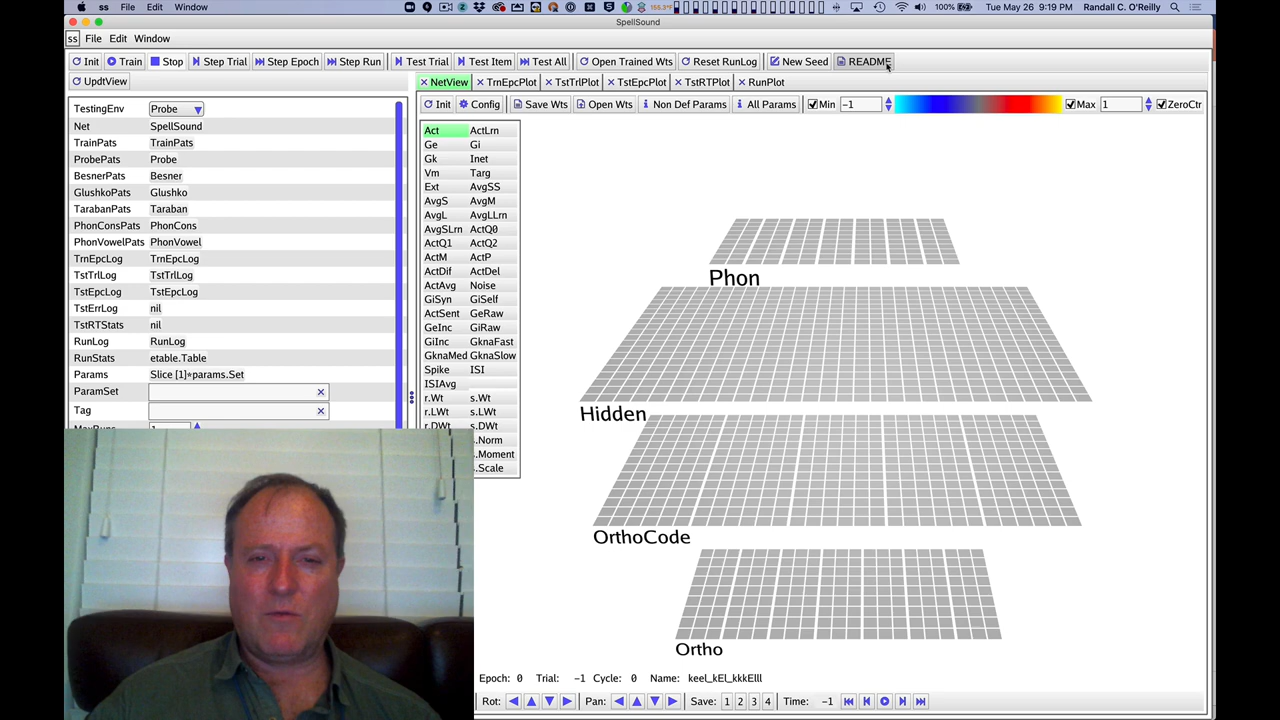 ss File Edit Window 100% Tue May 26 9:19 PM Randall C. O'Reilly
SpellSound
ss File Edit Window
Init Train Stop Step Trial Step Epoch Step Run Test Trial Test Item Test All Open Trained Wts Reset RunLog New Seed README
UpdtView
NetView TrnEpcPlot TstTrlPlot TstEpcPlot TstRTPlot RunPlot
TestingEnv Probe
Net SpellSound
TrainPats TrainPats
ProbePats Probe
BesnerPats Besner
GlushkoPats Glushko
TarabanPats Taraban
PhonConsPats PhonCons
PhonVowelPats PhonVowel
TrnEpcLog TrnEpcLog
TstTrlLog TstTrlLog
TstEpcLog TstEpcLog
TstErrLog nil
TstRTStats nil
RunLog RunLog
RunStats etable.Table
Params Slice [1]*params.Set
ParamSet
Tag
Init Config Save Wts Open Wts Non Def Params All Params Min -1 Max 1 ZeroCtr
Act ActLrn
Ge Gi
Gk Inet
Vm Targ
Ext AvgSS
AvgS AvgM
AvgL AvgLLrn
AvgSLrn ActQ0
ActQ1 ActQ2
ActM ActP
ActDif ActDel
ActAvg Noise
GiSyn GiSelf
ActSent GeRaw
GeInc GiRaw
GiInc GknaFast
GknaMed GknaSlow
Spike ISI
ISIAvg
r.Wt s.Wt
r.LWt s.LWt
r.DWt s.DWt
.Norm
.Moment
.Scale
Phon
Hidden
OrthoCode
Ortho
Epoch: 0 Trial: -1 Cycle: 0 Name: keel_kEl_kkkElll
Rot: Pan: Save: 1 2 3 4 Time: -1